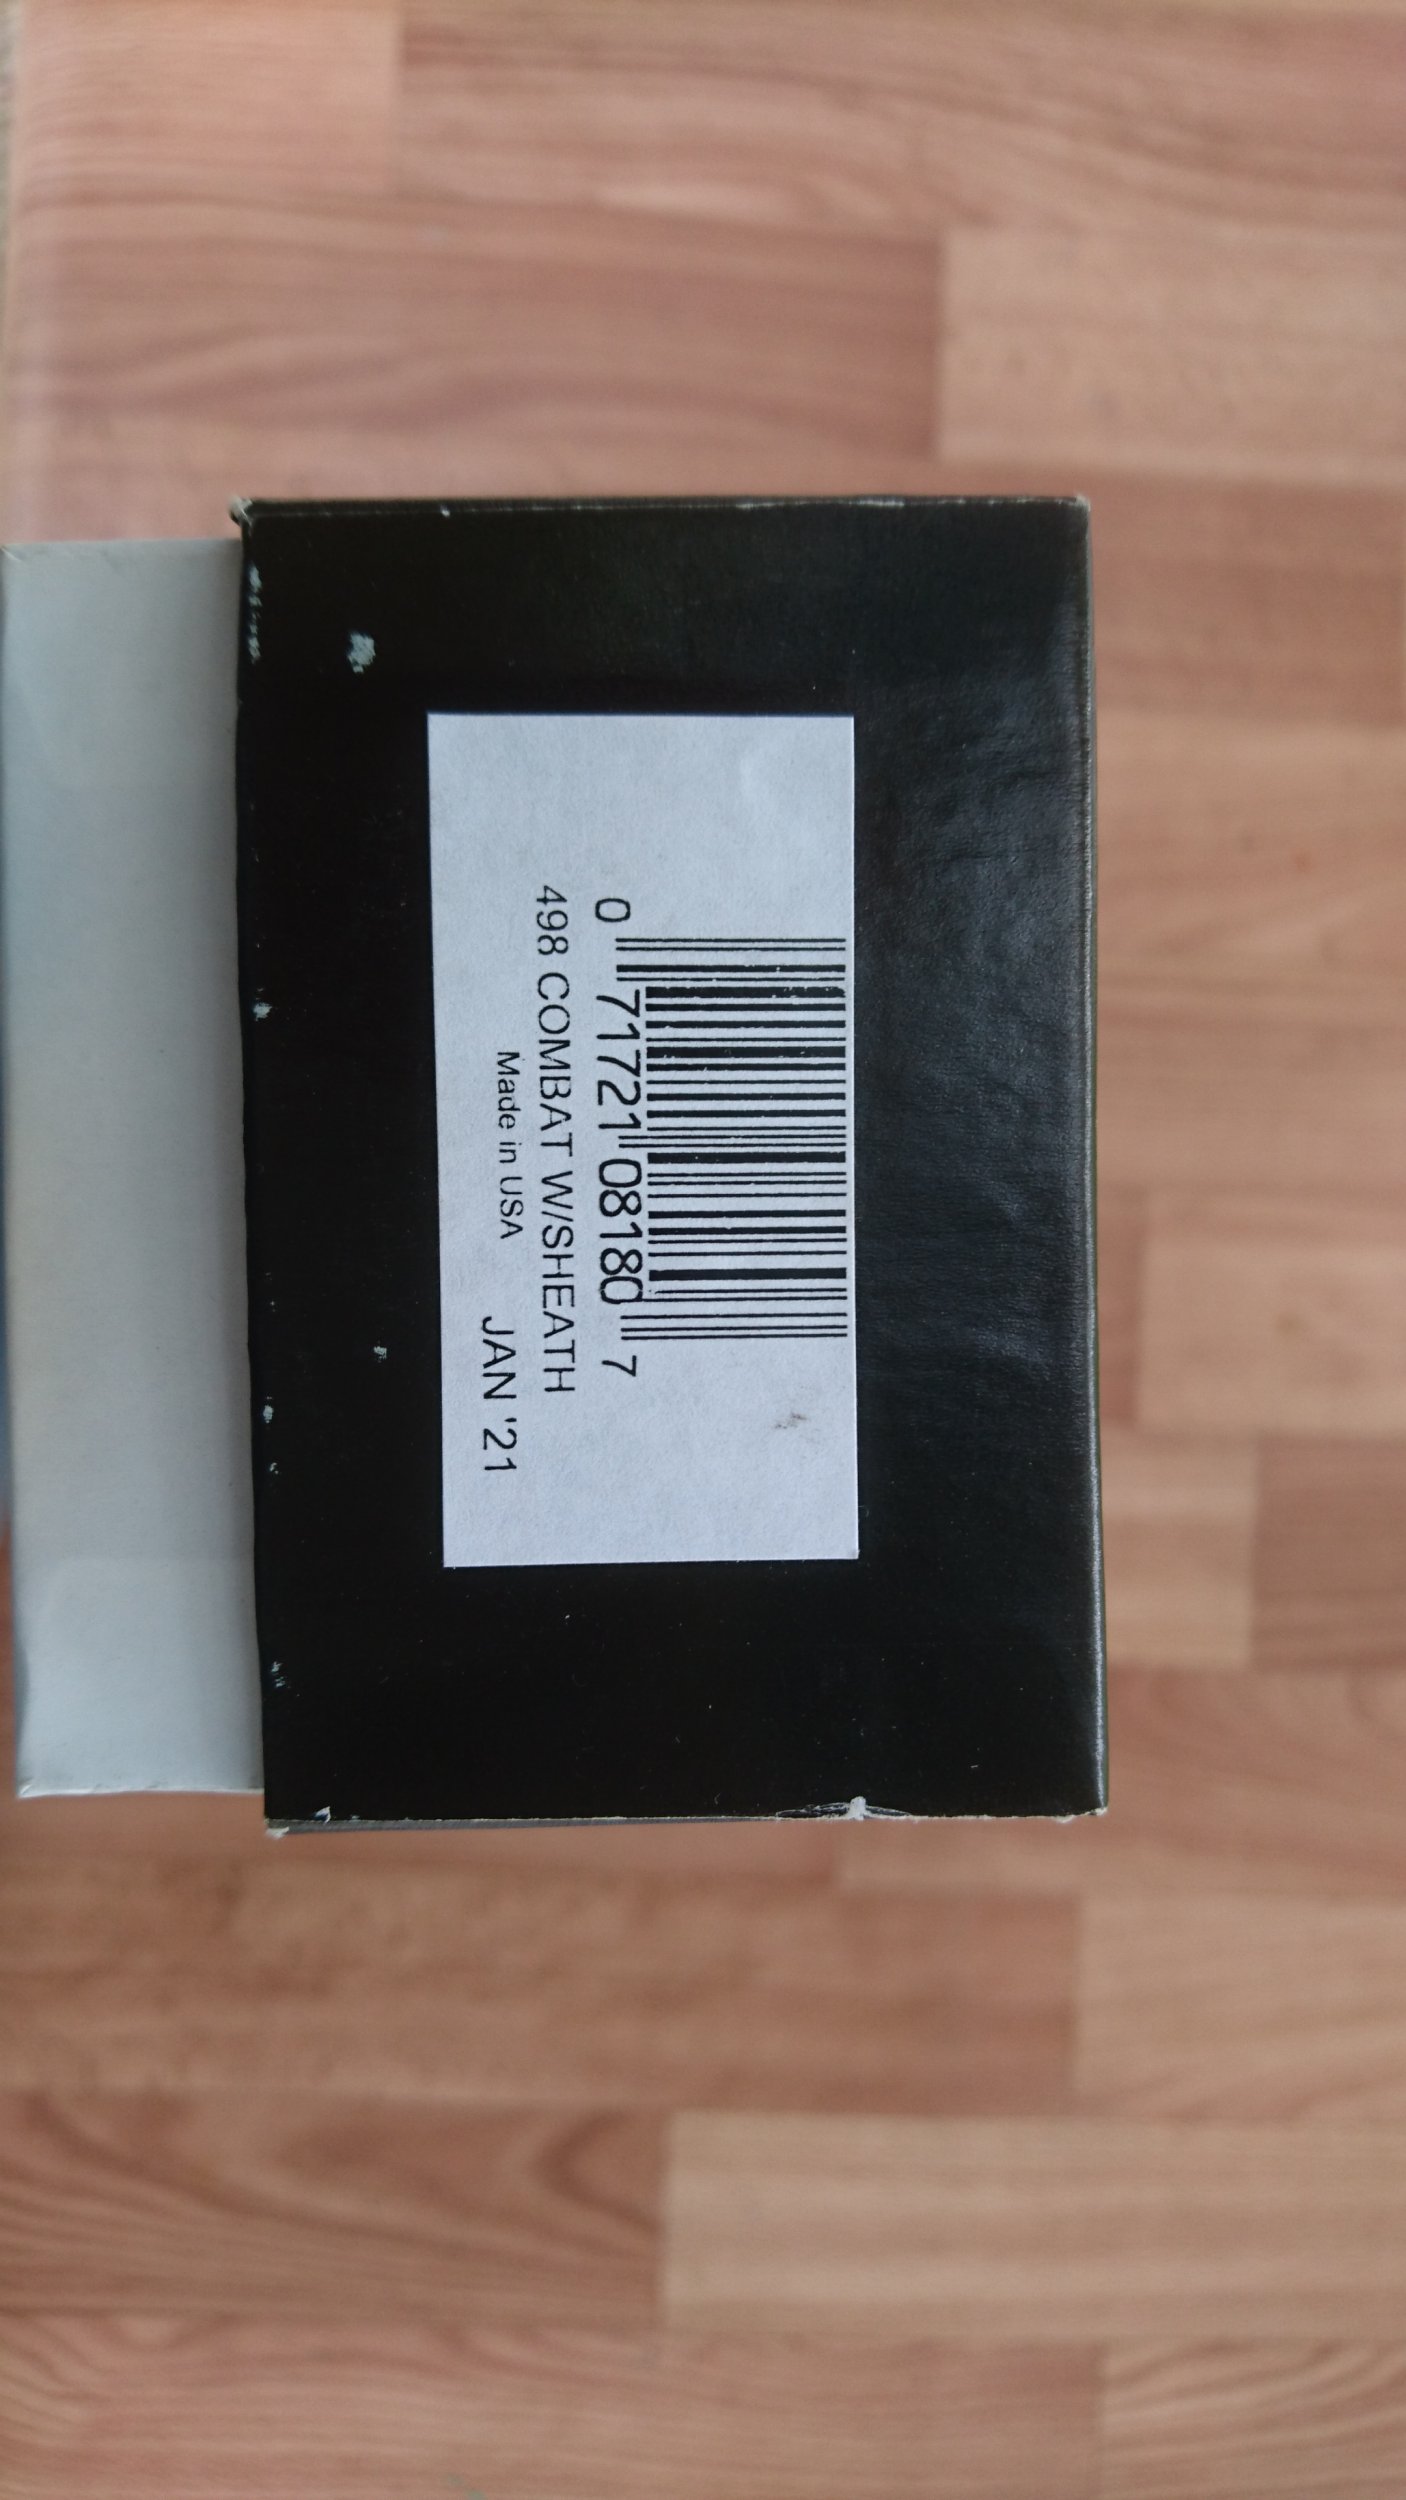 0 71721 08180 7
498 COMBAT W/SHEATH
Made in USA
JAN '21